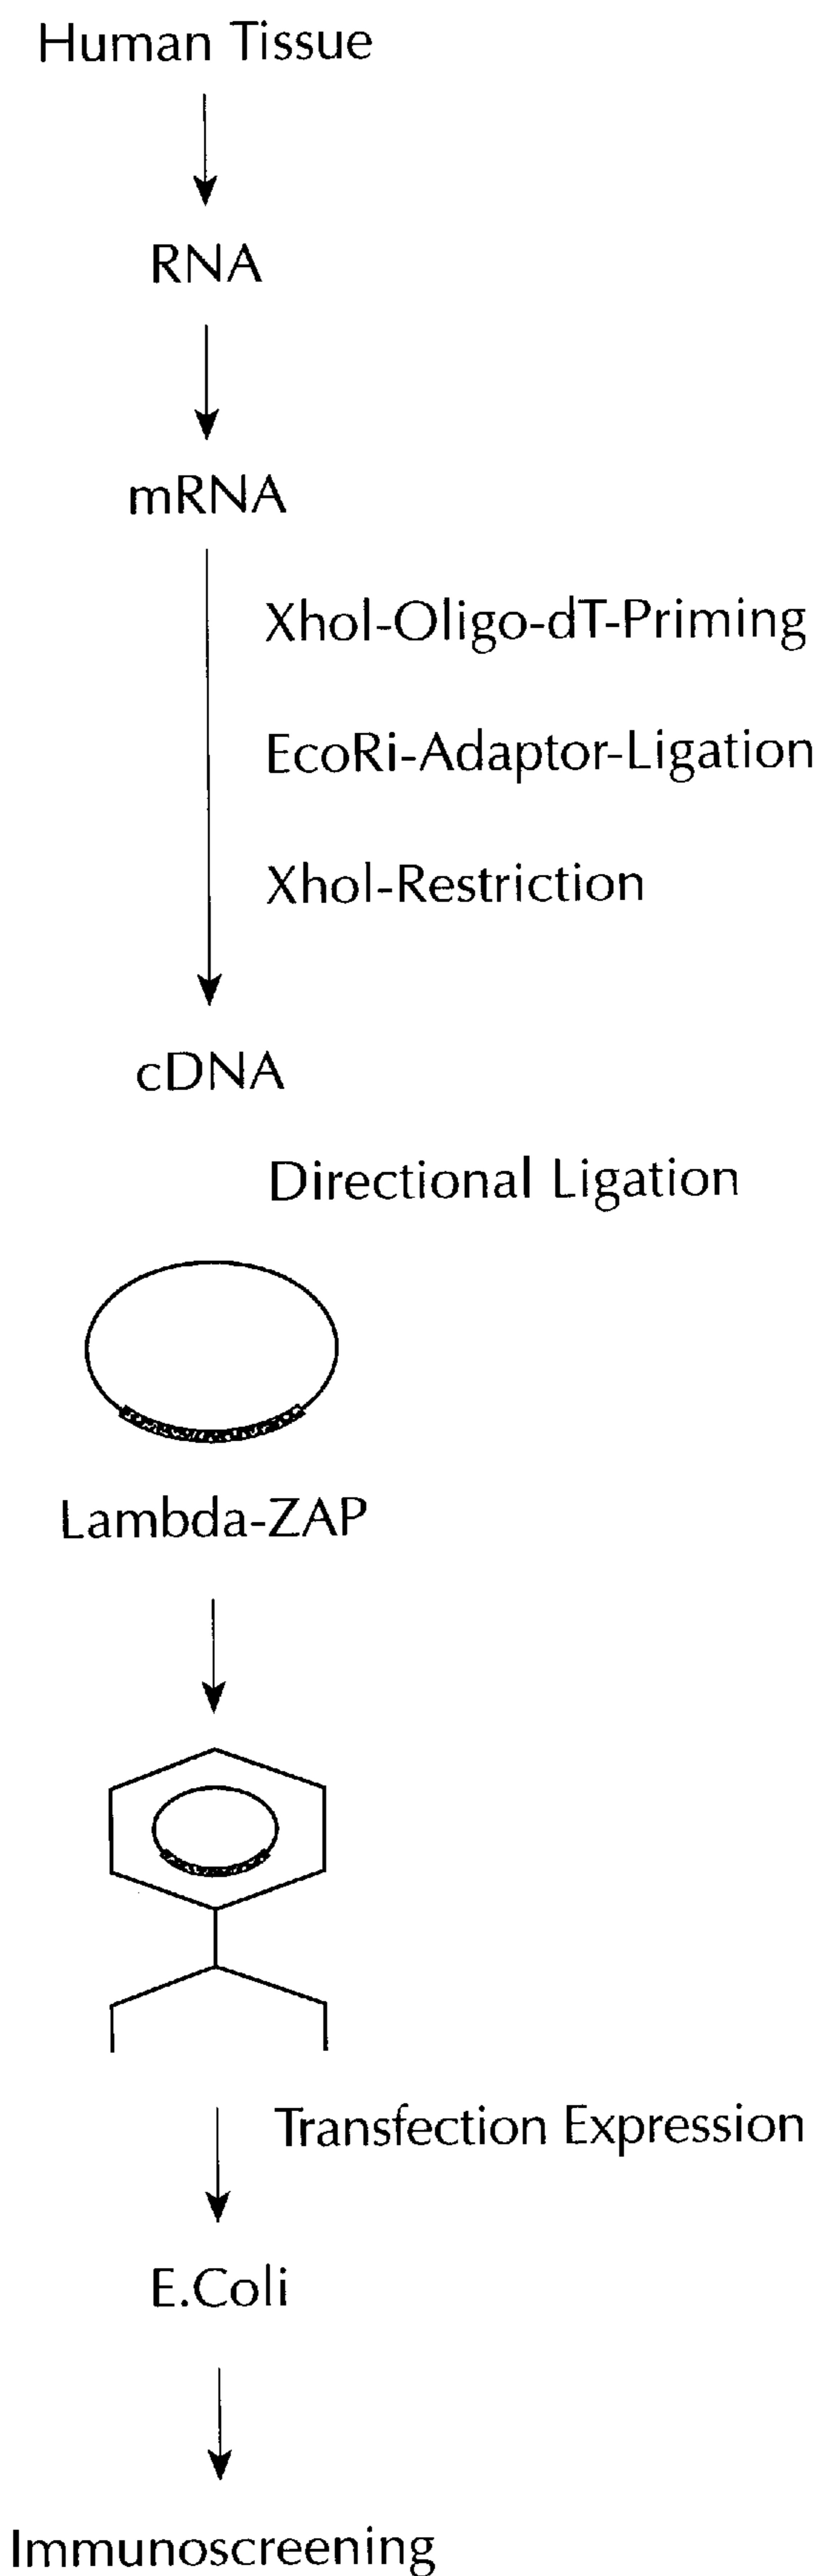 Human Tissue
RNA
mRNA
XhoI-Oligo-dT-Priming
EcoRi-Adaptor-Ligation
XhoI-Restriction
cDNA
Directional Ligation
Lambda-ZAP
Transfection Expression
E.Coli
Immunoscreening